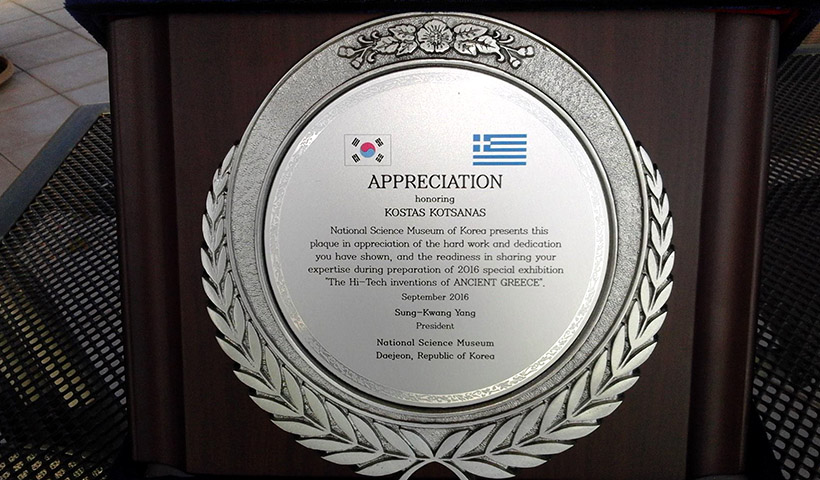 APPRECIATION
honoring
KOSTAS KOTSANAS
National Science Museum of Korea presents this
plaque in appreciation of the hard work and dedication
you have shown, and the readiness in sharing your
expertise during preparation of 2016 special exhibition
"The Hi-Tech inventions of ANCIENT GREECE".
September 2016
Sung-Kwang Yang
President
National Science Museum
Daejeon, Republic of Korea